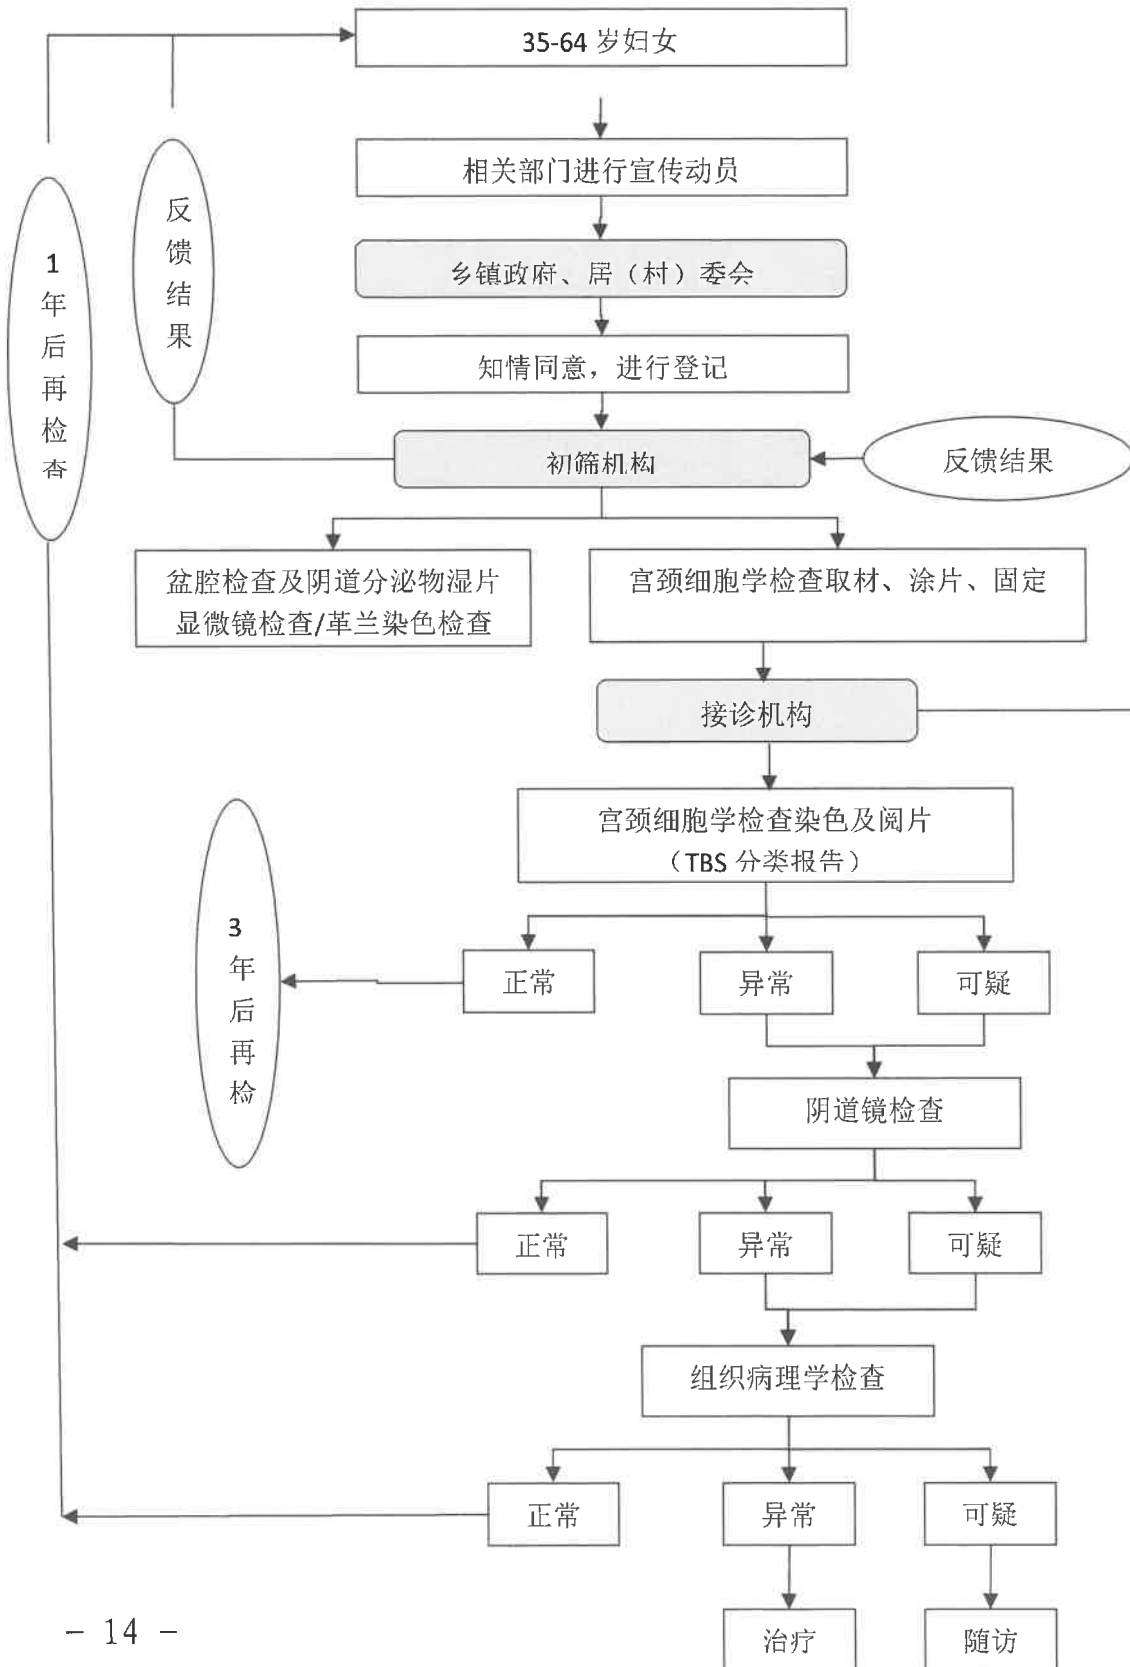 35-64 岁妇女
相关部门进行宣传动员
乡镇政府、居（村）委会
知情同意，进行登记
初筛机构
反馈结果
反馈结果
1年后再检查
盆腔检查及阴道分泌物湿片
显微镜检查/革兰染色检查
宫颈细胞学检查取材、涂片、固定
接诊机构
宫颈细胞学检查染色及阅片
（TBS 分类报告）
3年后再检
正常
异常
可疑
阴道镜检查
正常
异常
可疑
组织病理学检查
正常
异常
可疑
治疗
随访
- 14 -